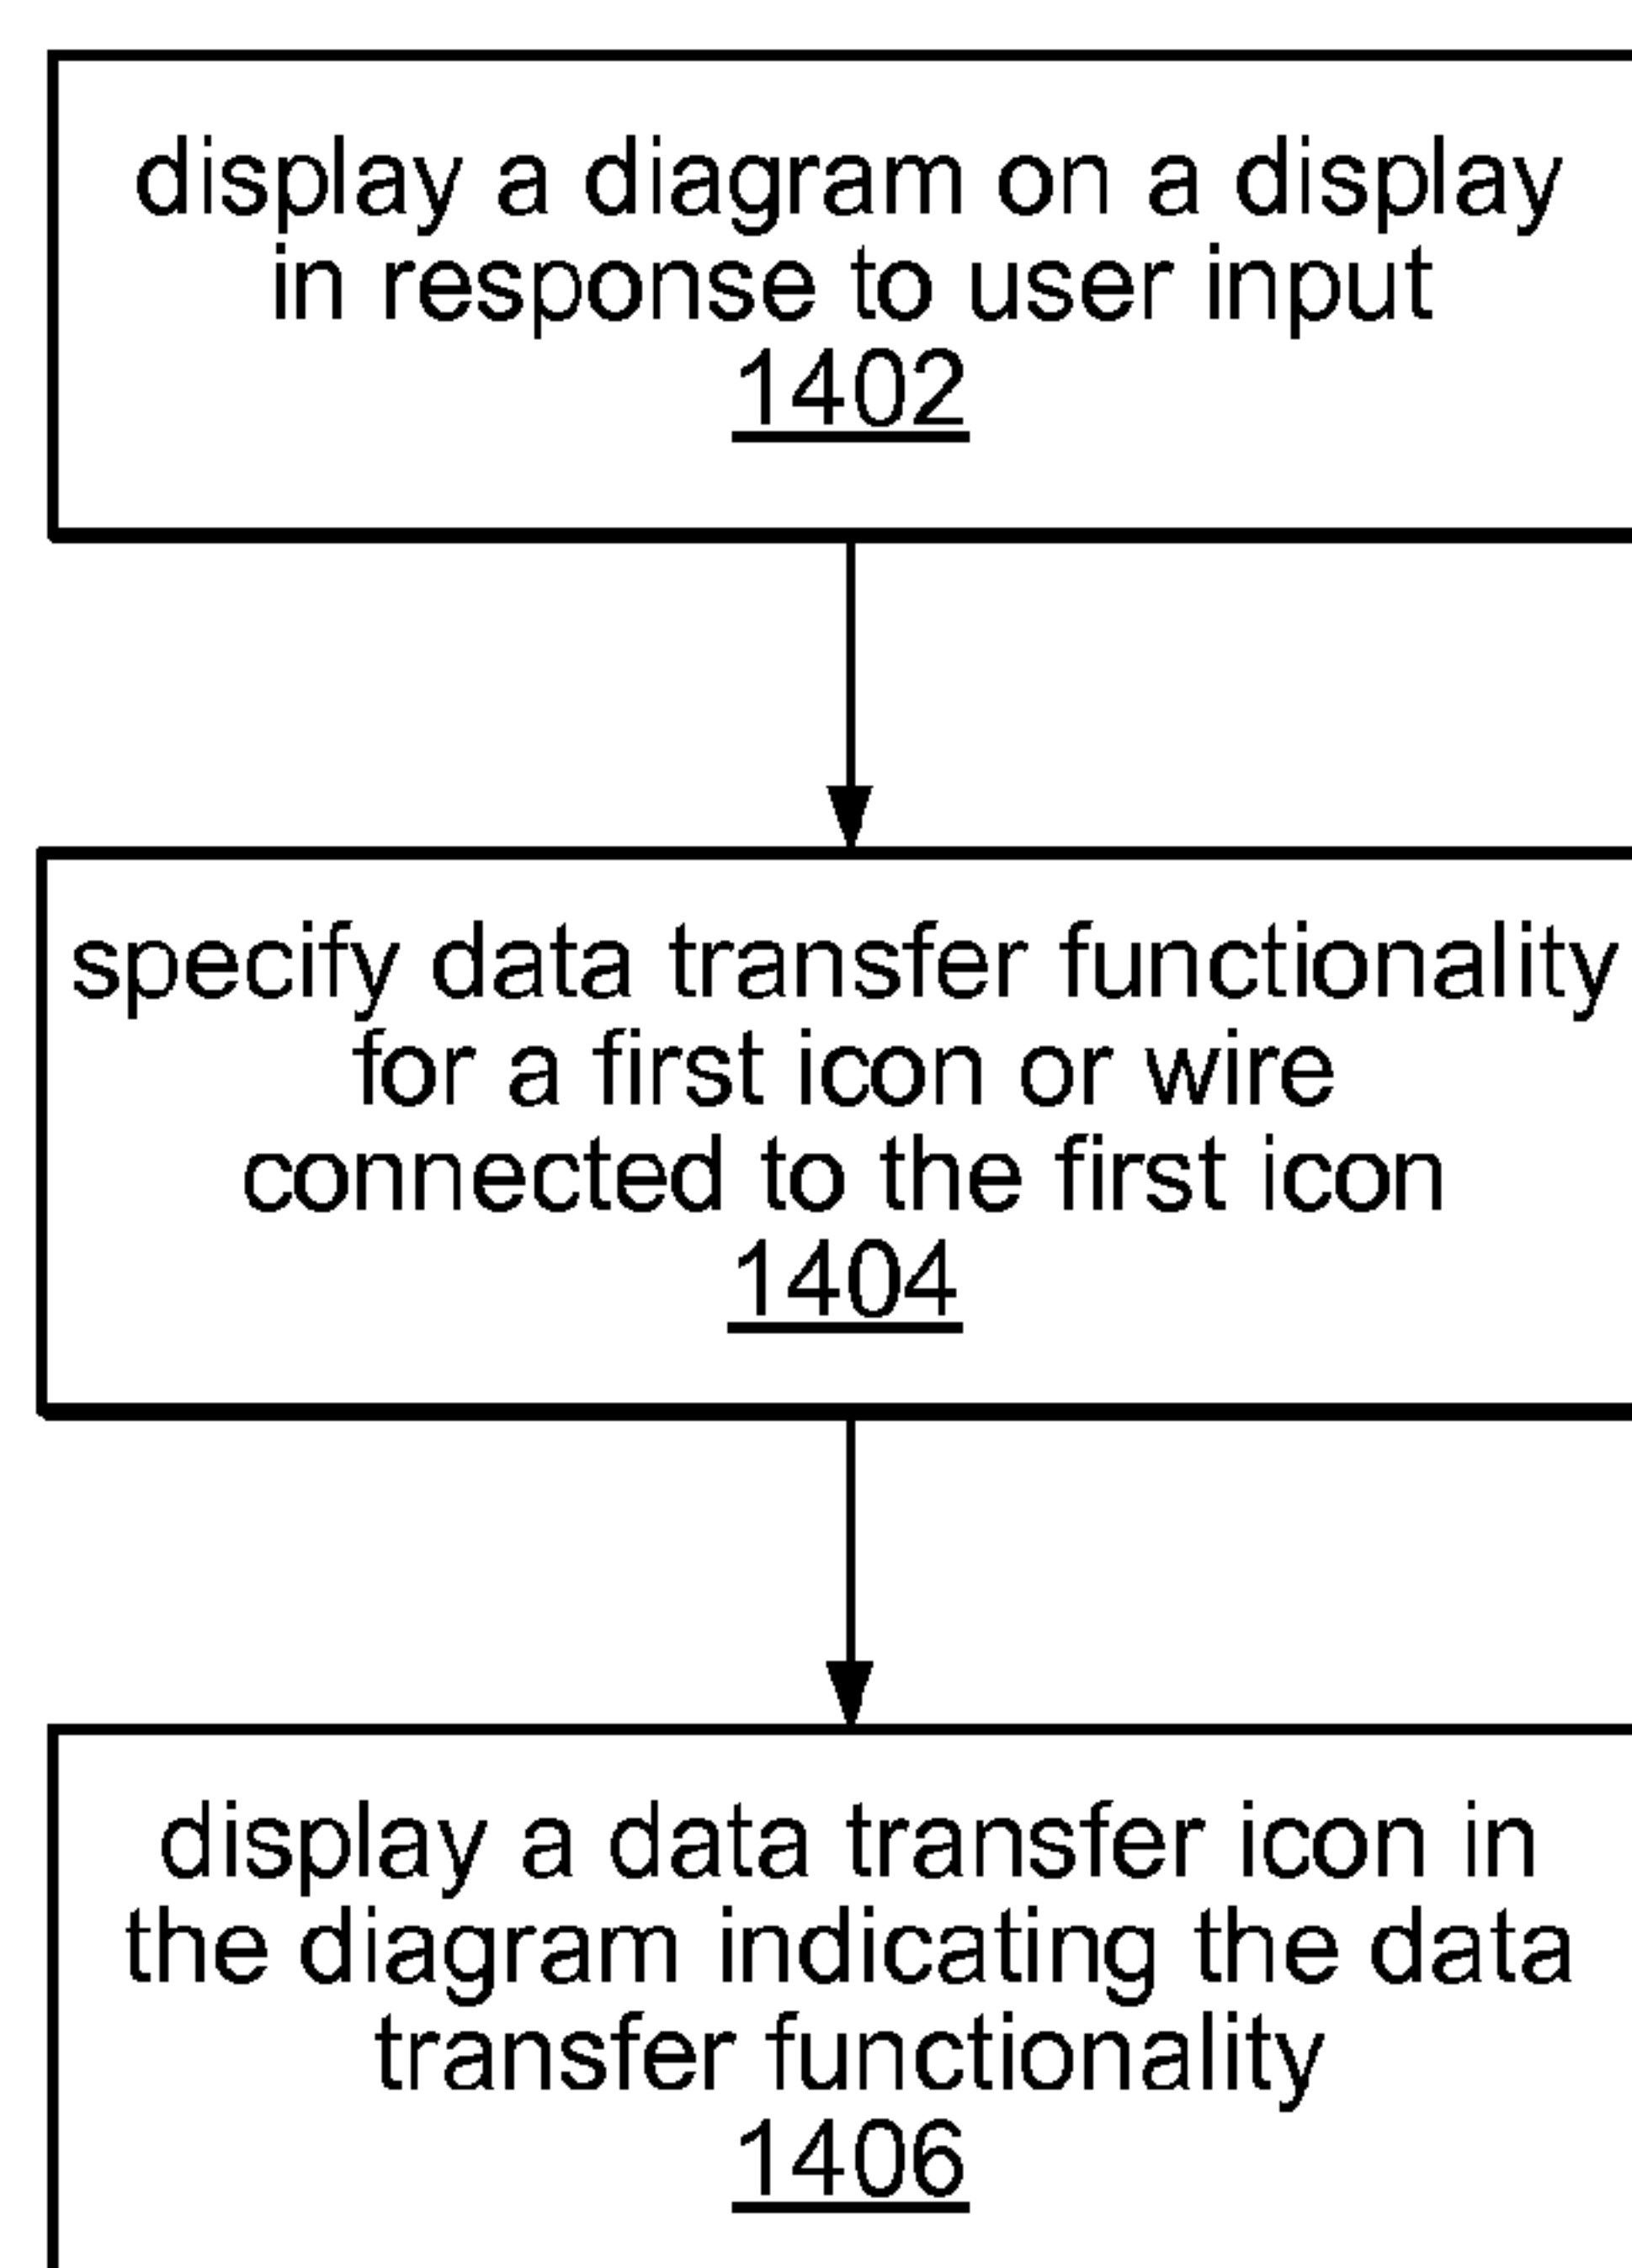 display a diagram on a display
in response to user input
1402
specify data transfer functionality
for a first icon or wire
connected to the first icon
1404
display a data transfer icon in
the diagram indicating the data
transfer functionality
1406